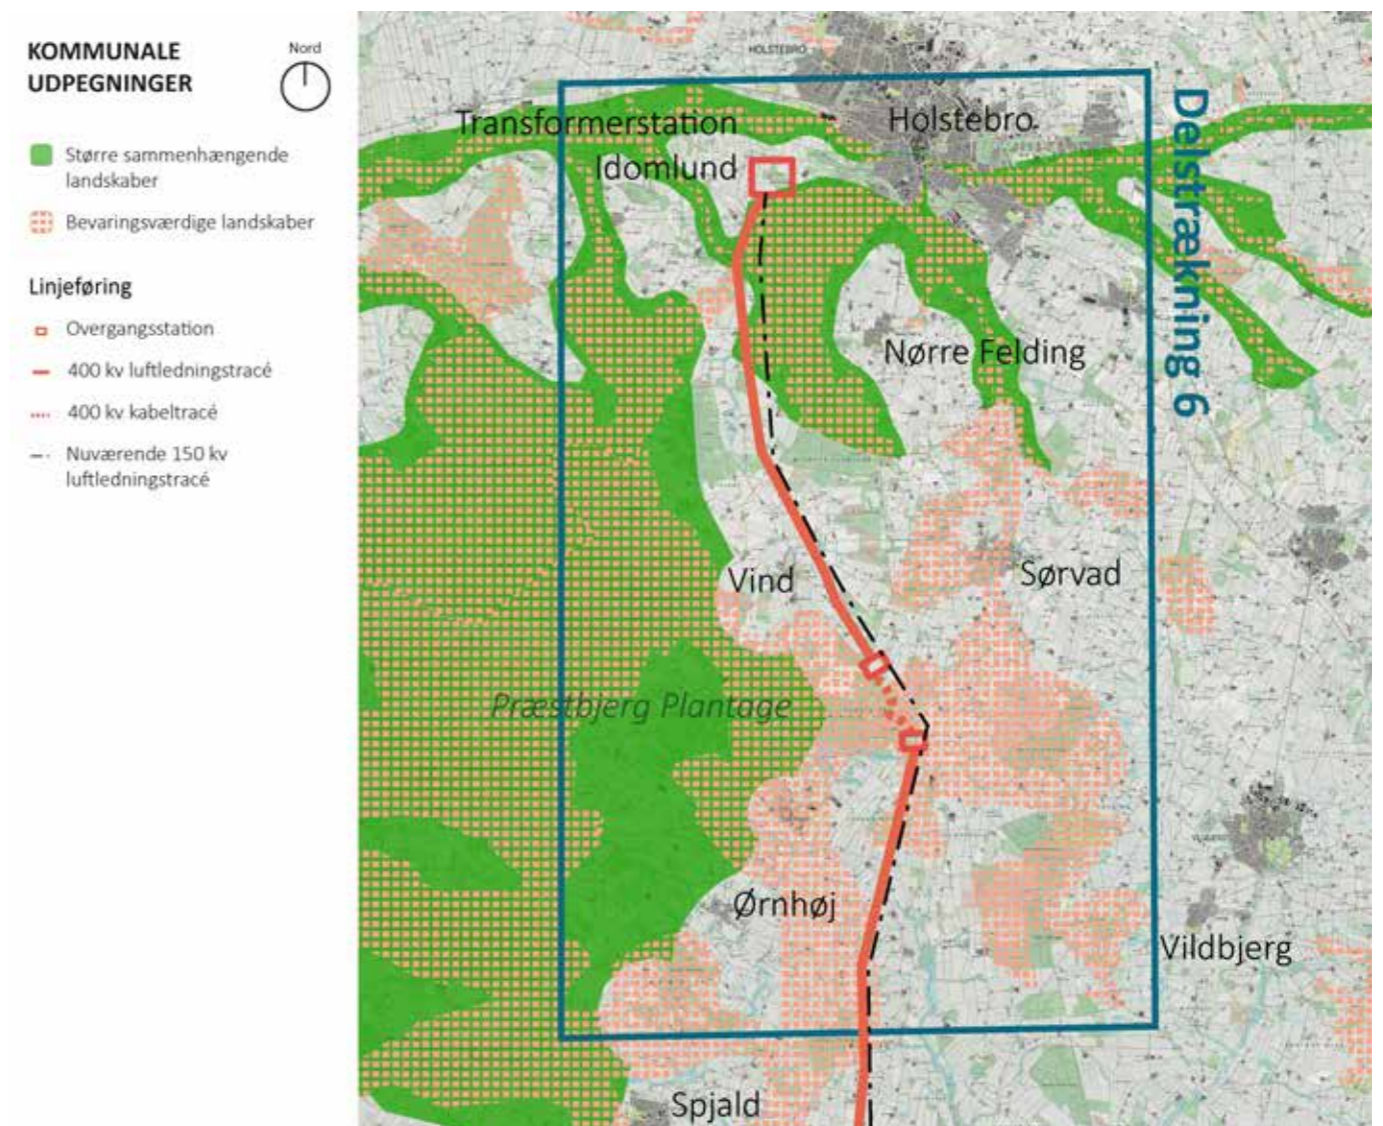 KOMMUNALE
UDPEGNINGER
Nord
Større sammenhængende
landskaber
Bevaringsværdige landskaber
Linjeføring
Overgangsstation
400 kv luftledningstracé
400 kv kabeltracé
Nuværende 150 kv
luftledningstracé
HOLSTEBRO
Transformerstation
Idomlund
Holstebro
Delstrækning 6
Nørre Felding
Vind
Sørvad
Præstbjerg Plantage
Ørnhøj
Vildbjerg
Spjald